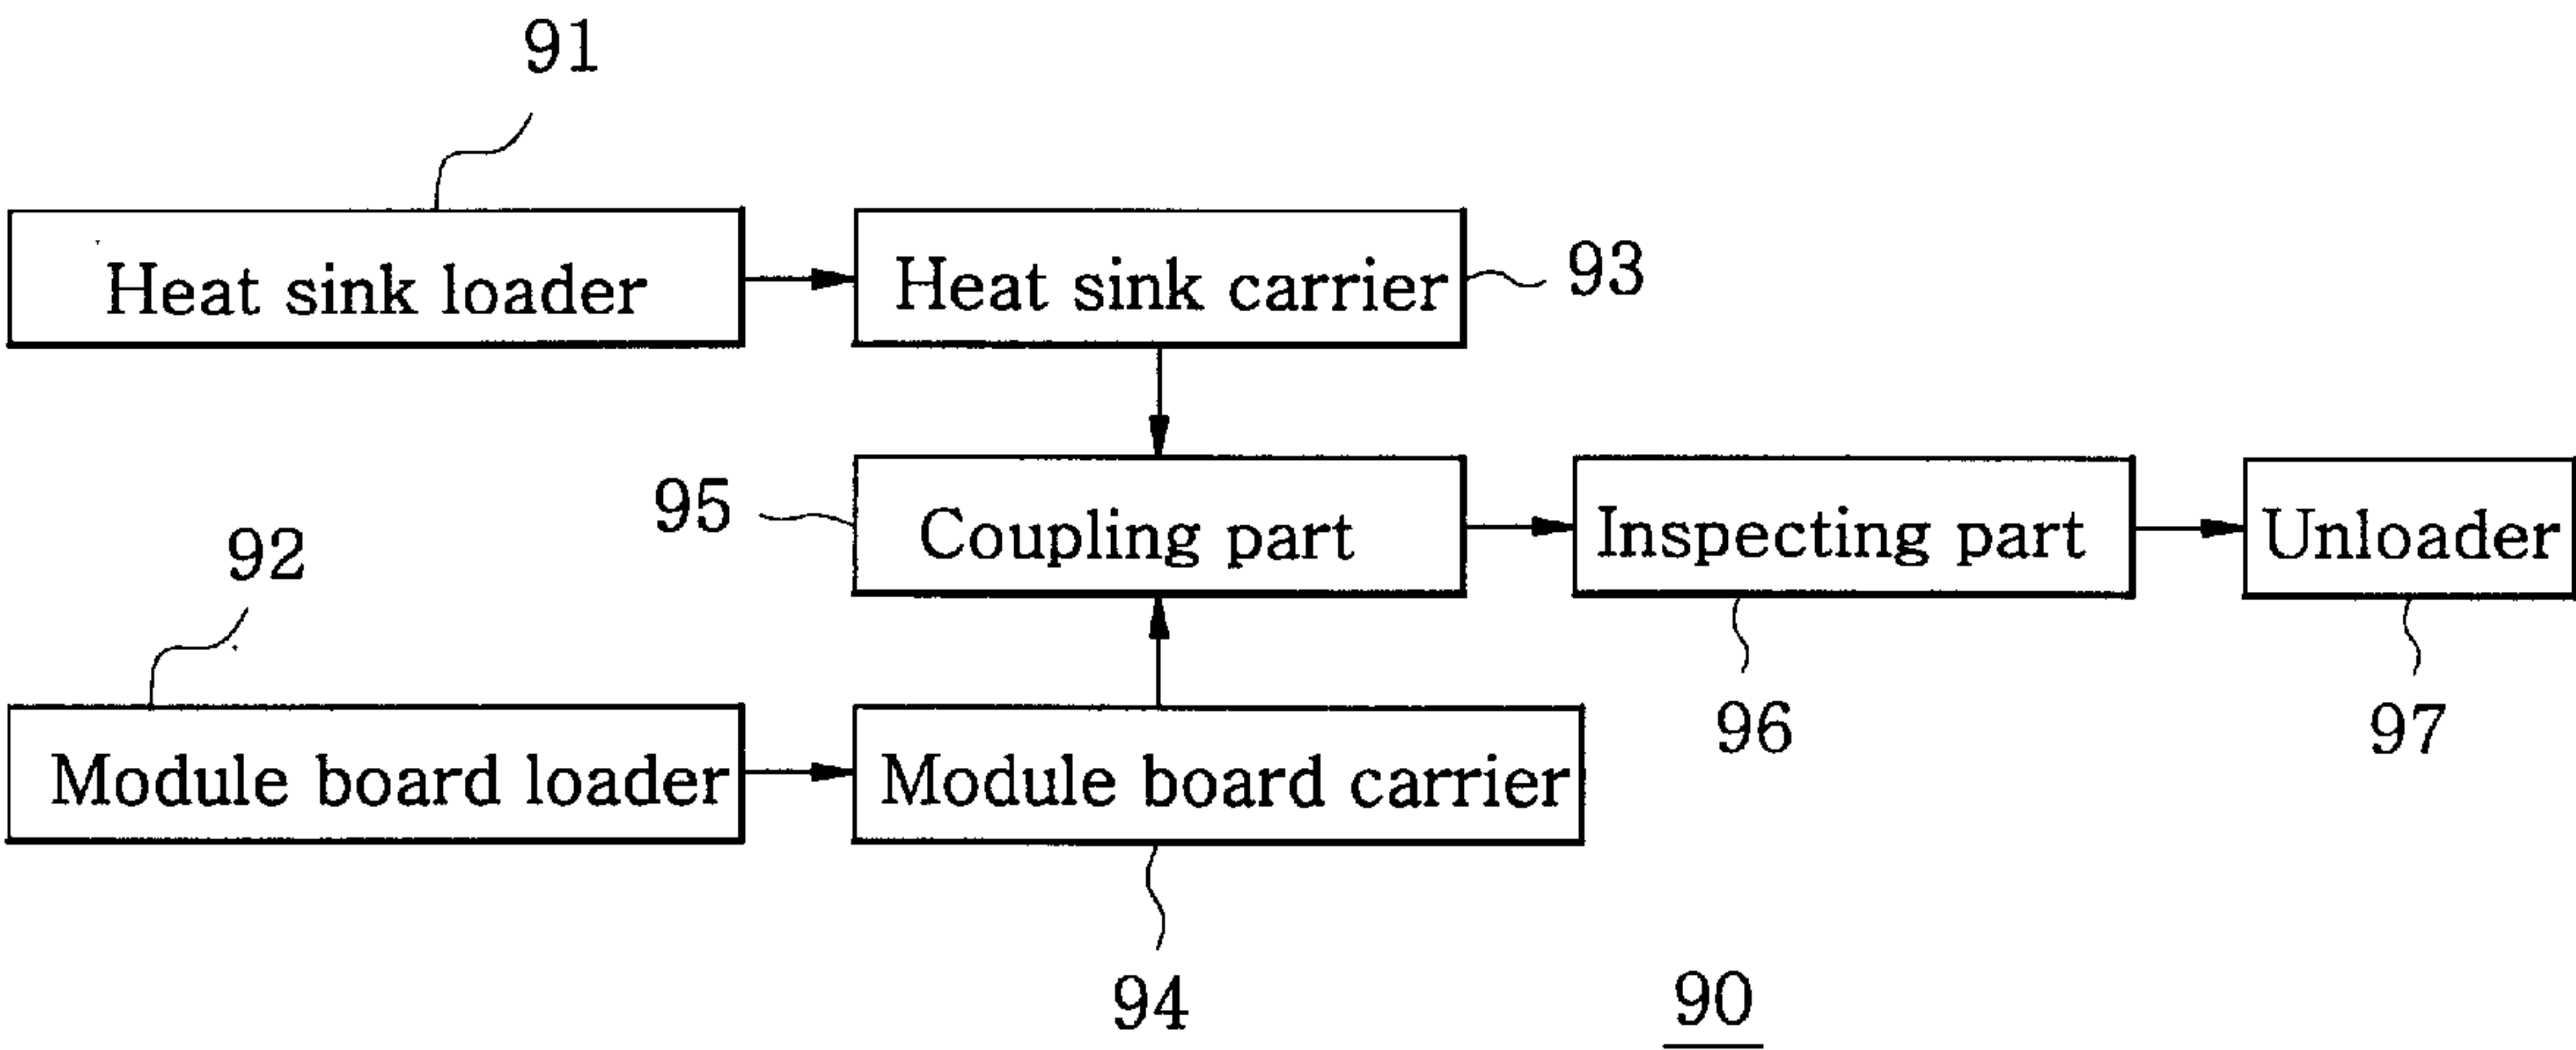 91
Heat sink loader
Heat sink carrier
93
95
Coupling part
Inspecting part
Unloader
92
96
97
Module board loader
Module board carrier
94
90